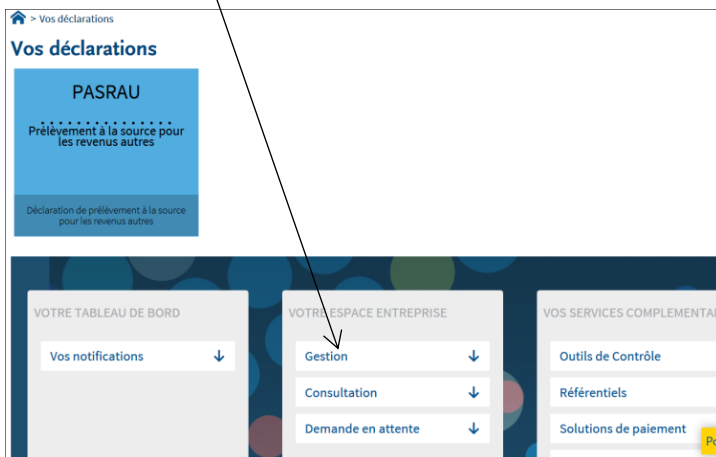 > Vos déclarations
Vos déclarations
PASRAU
Prélèvement à la source pour
les revenus autres
Déclaration de prélèvement à la source
pour les revenus autres
VOTRE TABLEAU DE BORD
Vos notifications
VOTRE ESPACE ENTREPRISE
Gestion
Consultation
Demande en attente
VOS SERVICES COMPLEMENTA
Outils de Contrôle
Référentiels
Solutions de paiement
Po